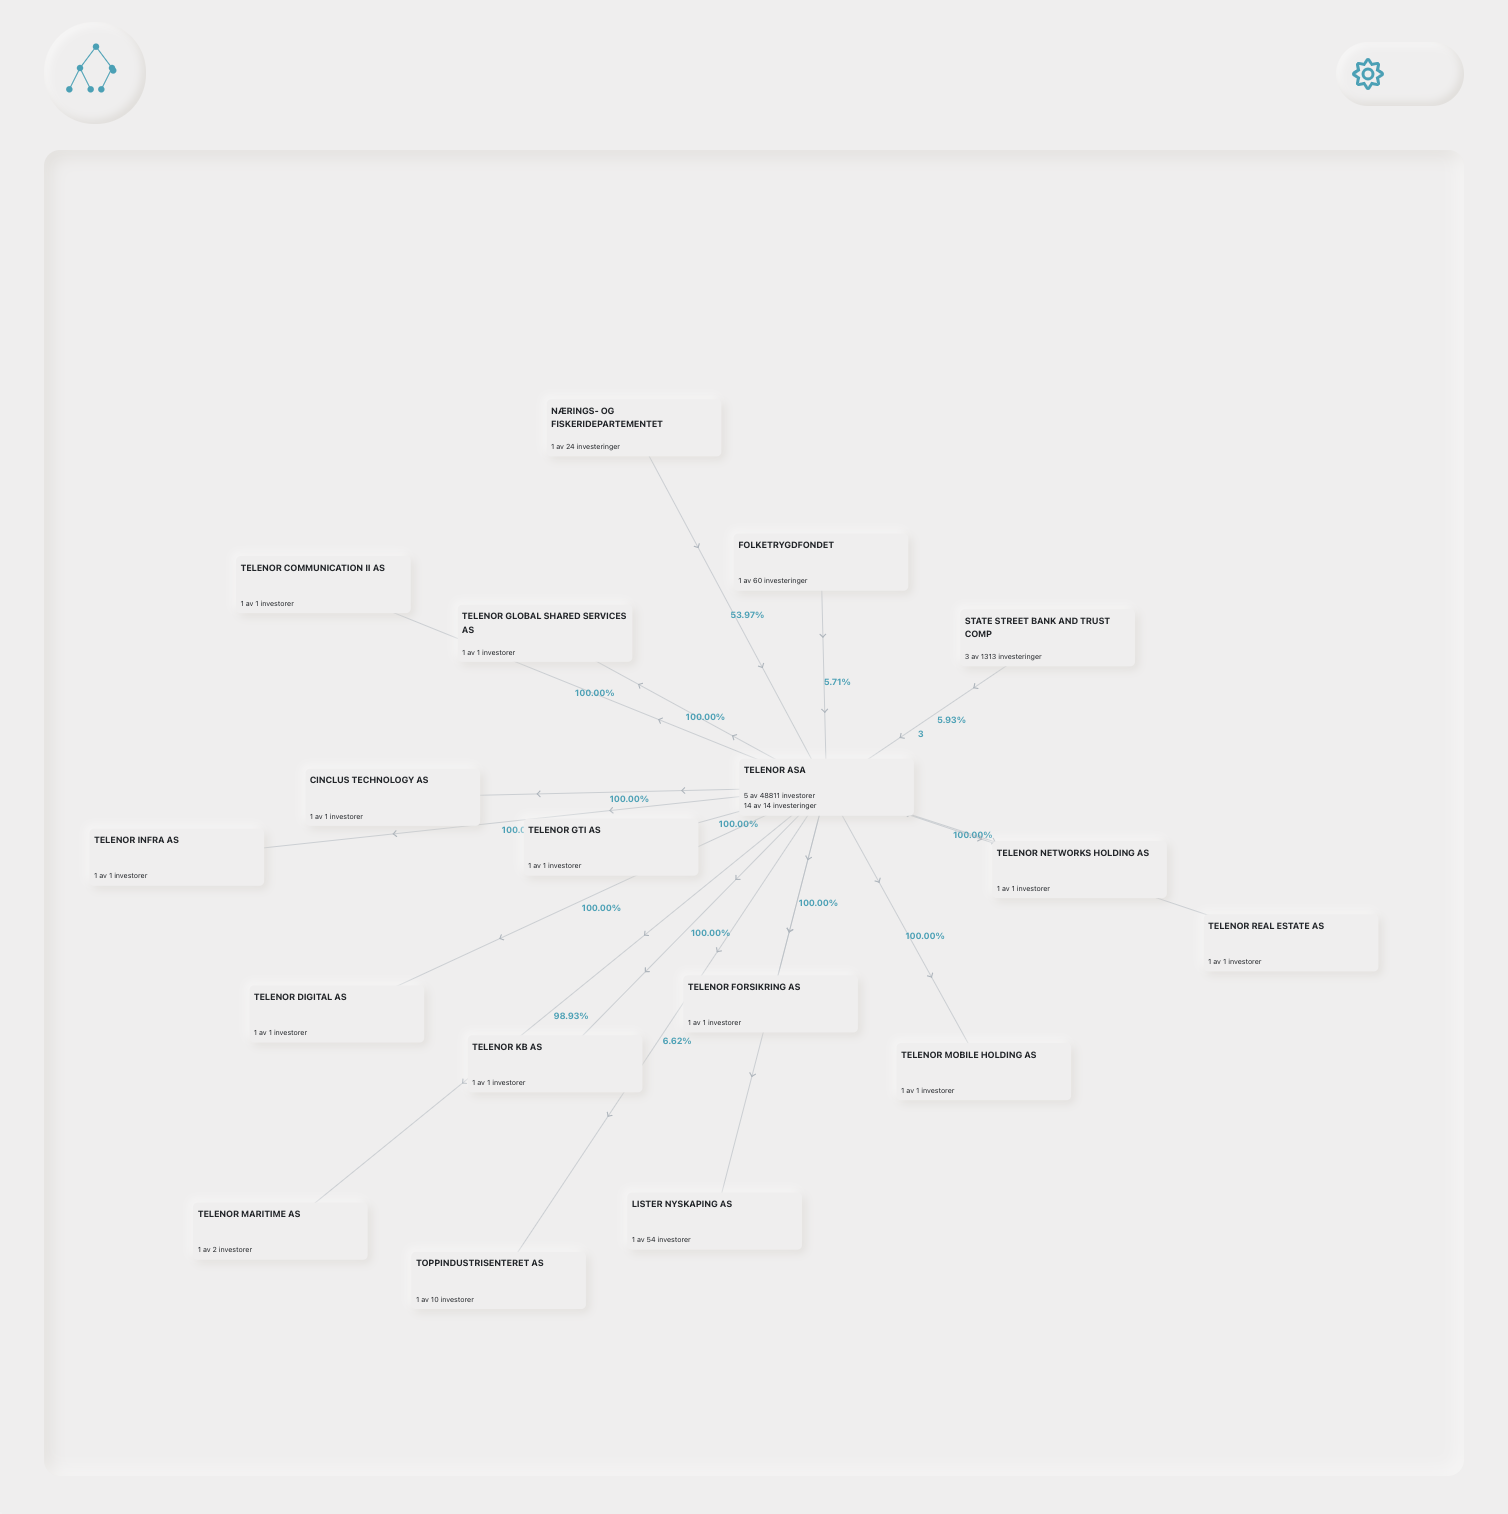 NÆRINGS- OG
FISKERIDEPARTEMENTET
1 av 24 investeringer
FOLKETRYGDFONDET
1 av 60 investeringer
TELENOR COMMUNICATION II AS
1 av 1 investorer
TELENOR GLOBAL SHARED SERVICES
AS
1 av 1 investorer
STATE STREET BANK AND TRUST
COMP
3 av 1313 investeringer
53.97%
5.71%
100.00%
100.00%
5.93%
3
TELENOR ASA
5 av 48811 investorer
14 av 14 investeringer
CINCLUS TECHNOLOGY AS
1 av 1 investorer
100.00%
TELENOR INFRA AS
1 av 1 investorer
TELENOR GTI AS
1 av 1 investorer
100.00%
100.00%
TELENOR NETWORKS HOLDING AS
1 av 1 investorer
TELENOR REAL ESTATE AS
1 av 1 investorer
100.00%
100.00%
100.00%
100.00%
TELENOR DIGITAL AS
1 av 1 investorer
TELENOR FORSIKRING AS
1 av 1 investorer
98.93%
6.62%
TELENOR KB AS
1 av 1 investorer
TELENOR MOBILE HOLDING AS
1 av 1 investorer
TELENOR MARITIME AS
1 av 2 investorer
LISTER NYSKAPING AS
1 av 54 investorer
TOPPINDUSTRISENTERET AS
1 av 10 investorer